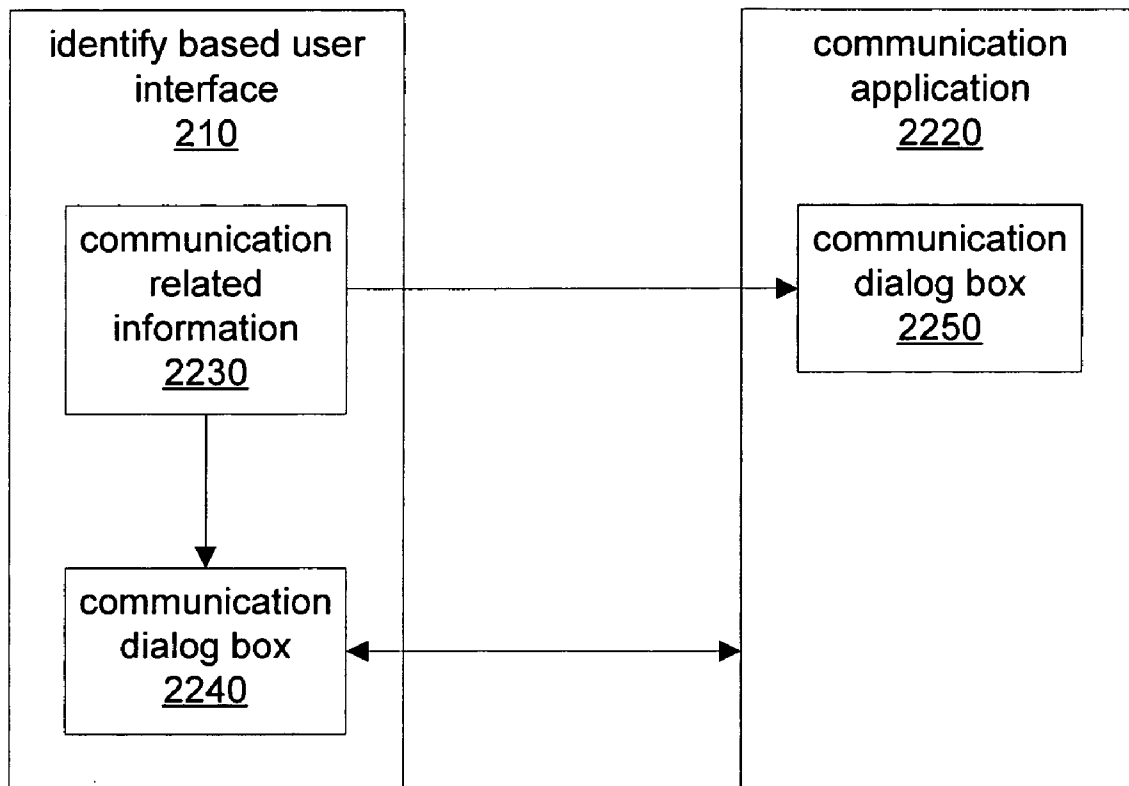 identify based user
interface
210
communication
related
information
2230
communication
dialog box
2240
communication
application
2220
communication
dialog box
2250